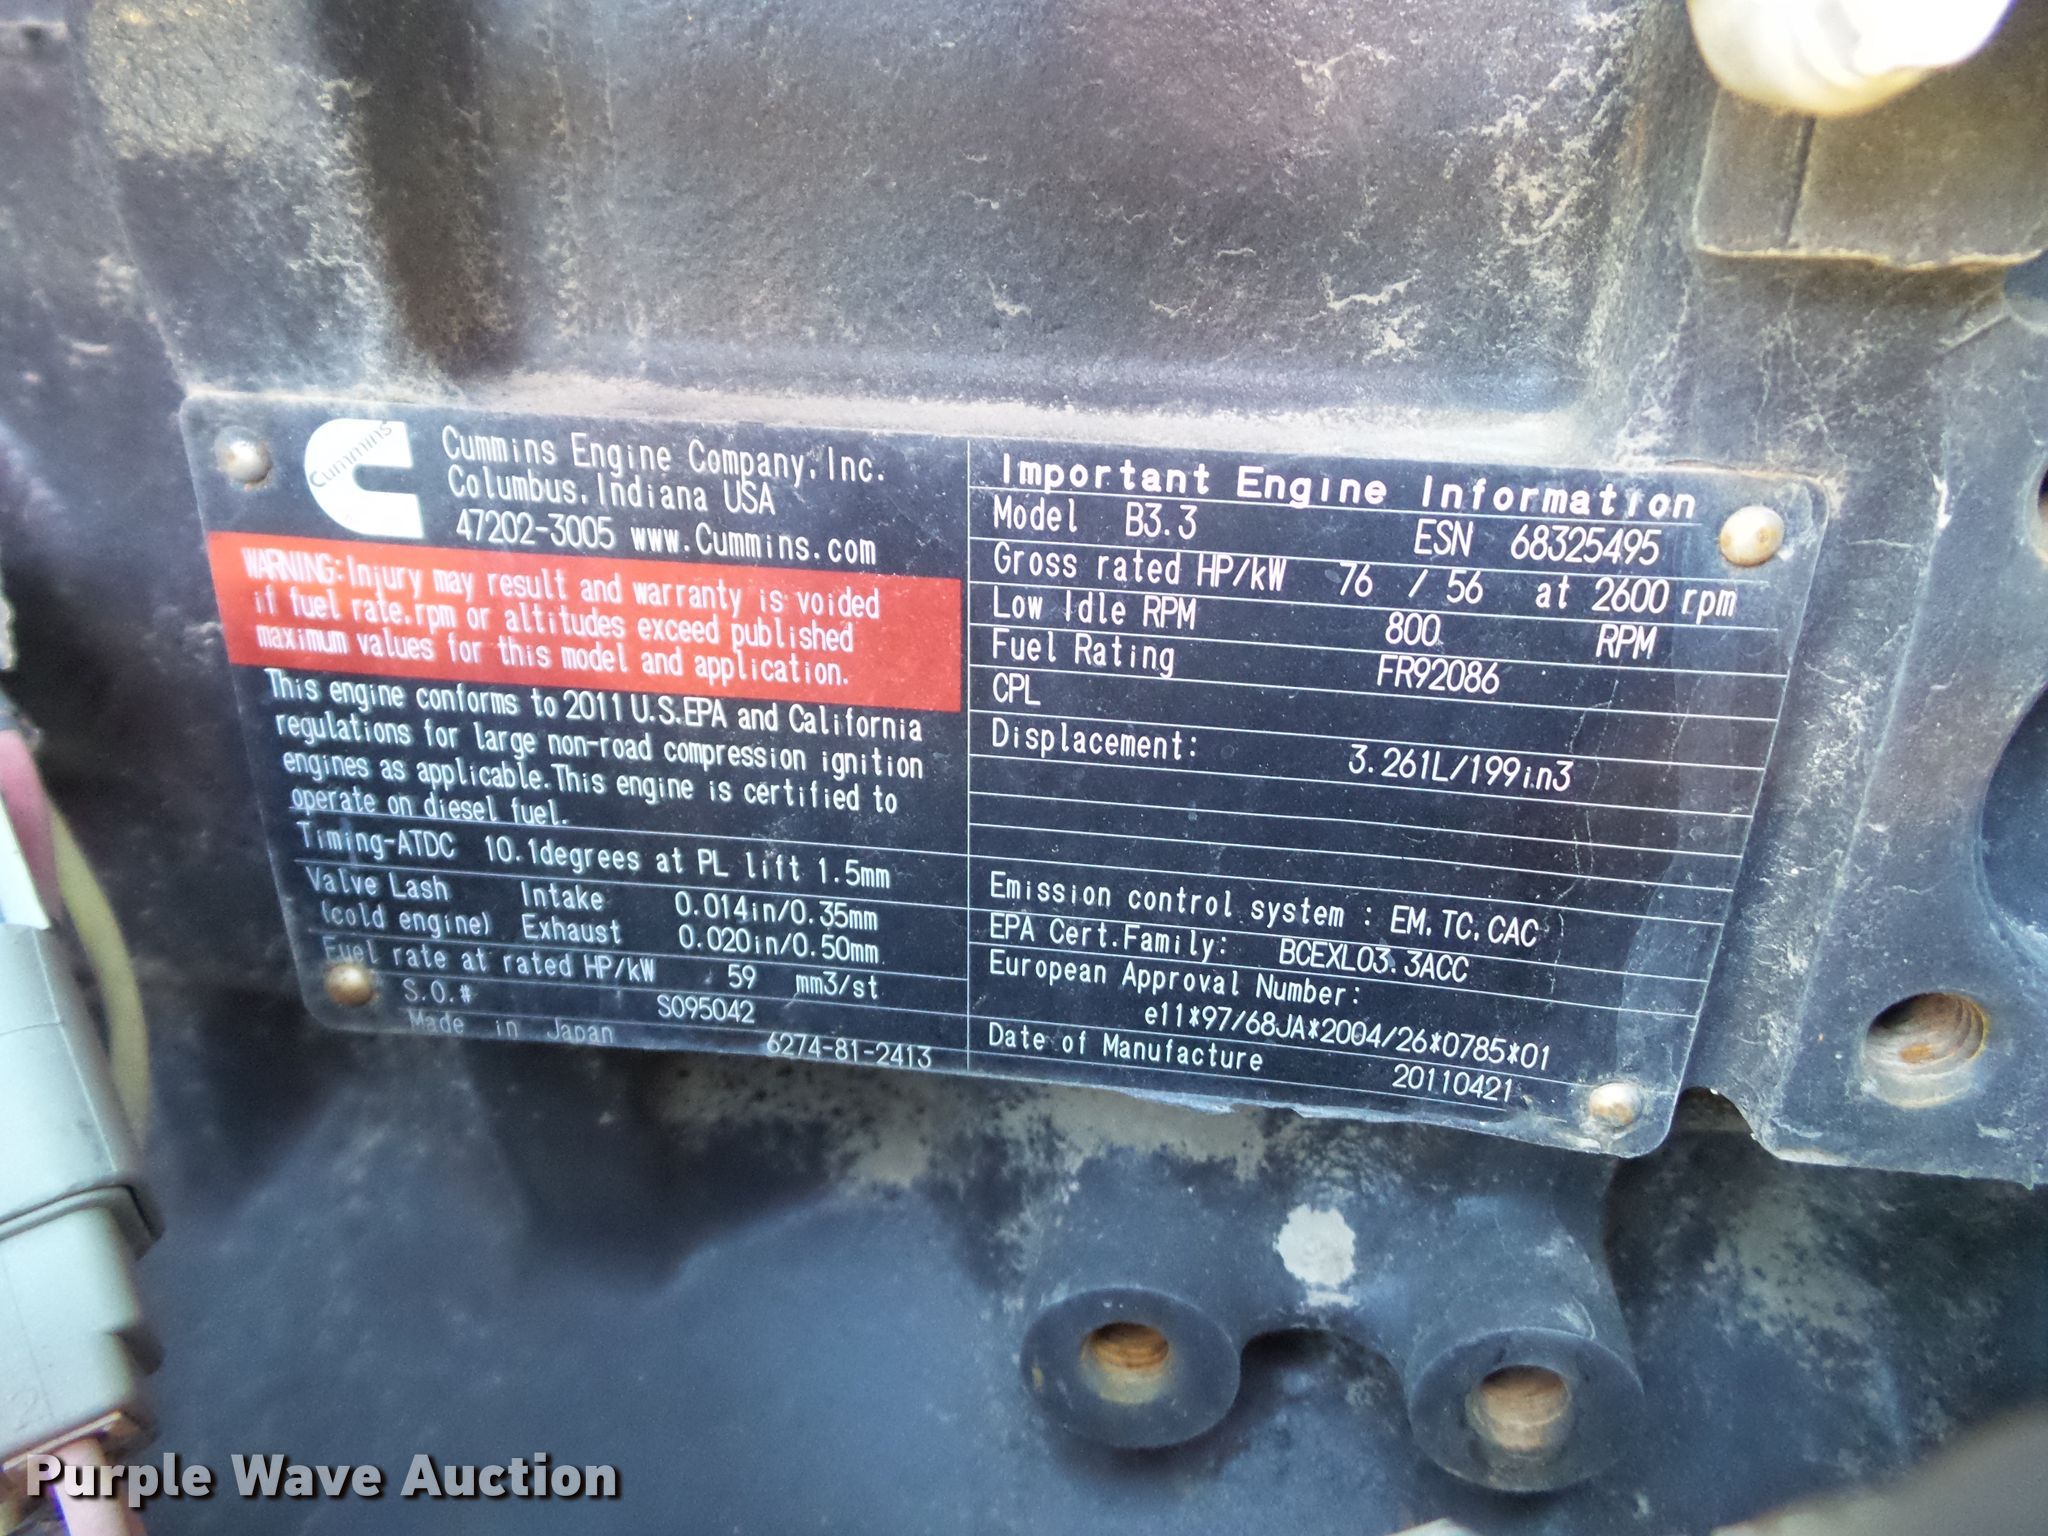 Cummins
Cummins Engine Company,Inc.
Columbus,Indiana USA
47202-3005 www.Cummins.com
WARNING:Injury may result and warranty is voided
if fuel rate,rpm or altitudes exceed published
maximum values for this model and application.
This engine conforms to 2011 U.S.EPA and California
regulations for large non-road compression ignition
engines as applicable.This engine is certified to
operate on diesel fuel.
Timing-ATDC 10.1degrees at PL lift 1.5mm
Valve Lash Intake 0.014in/0.35mm
(cold engine) Exhaust 0.020in/0.50mm
Fuel rate at rated HP/kW 59 mm3/st
S.O.# SO95042
Made in Japan 6274-81-2413
Important Engine Information
Model B3.3 ESN 68325495
Gross rated HP/kW 76 / 56 at 2600 rpm
Low Idle RPM 800 RPM
Fuel Rating FR92086
CPL
Displacement: 3.261L/199in3
Emission control system : EM,TC,CAC
EPA Cert.Family: BCEXL03.3ACC
European Approval Number:
e11*97/68JA*2004/26*0785*01
Date of Manufacture 20110421
Purple Wave Auction